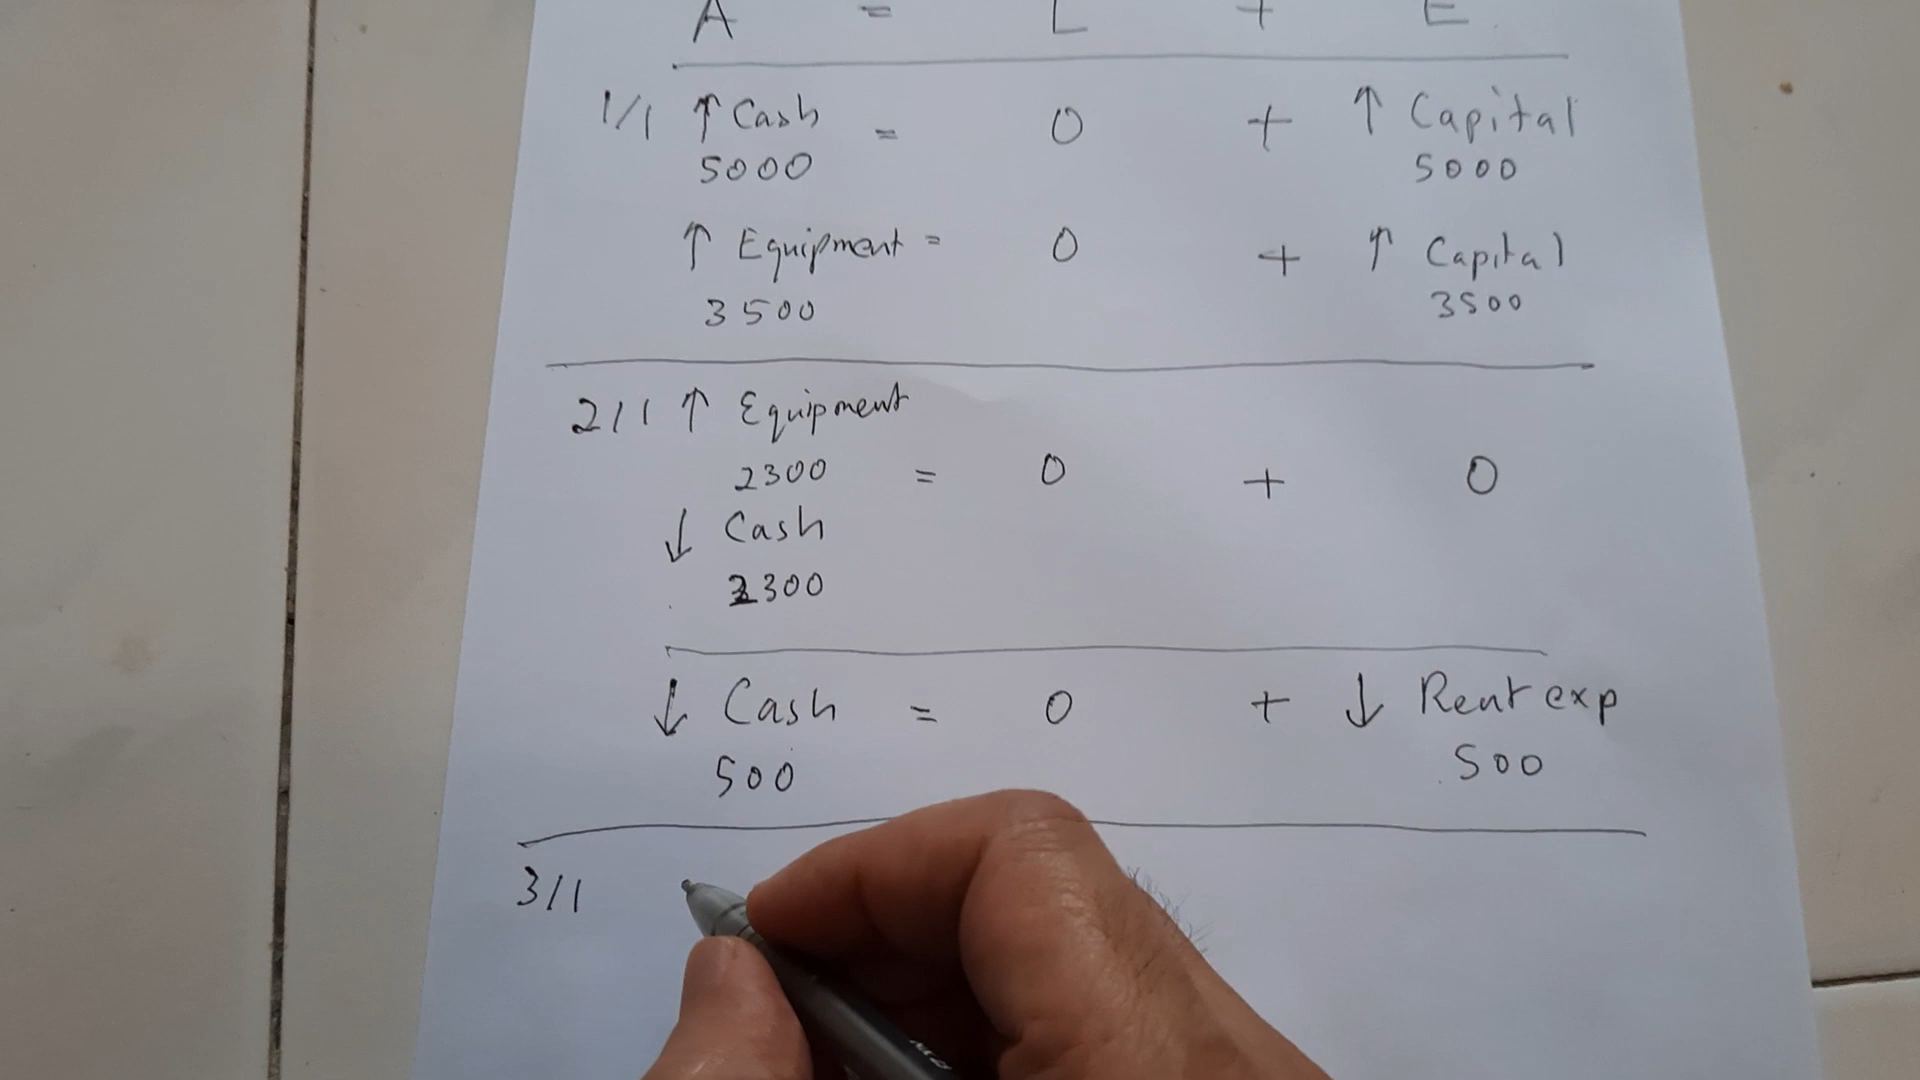 A = L + E
1/1 ↑ Cash = 0 + ↑ Capital
5000 5000
↑ Equipment = 0 + ↑ Capital
3500 3500
2/1 ↑ Equipment
2300 = 0 + 0
↓ Cash
2300
↓ Cash = 0 + ↓ Rent exp
500 500
3/1